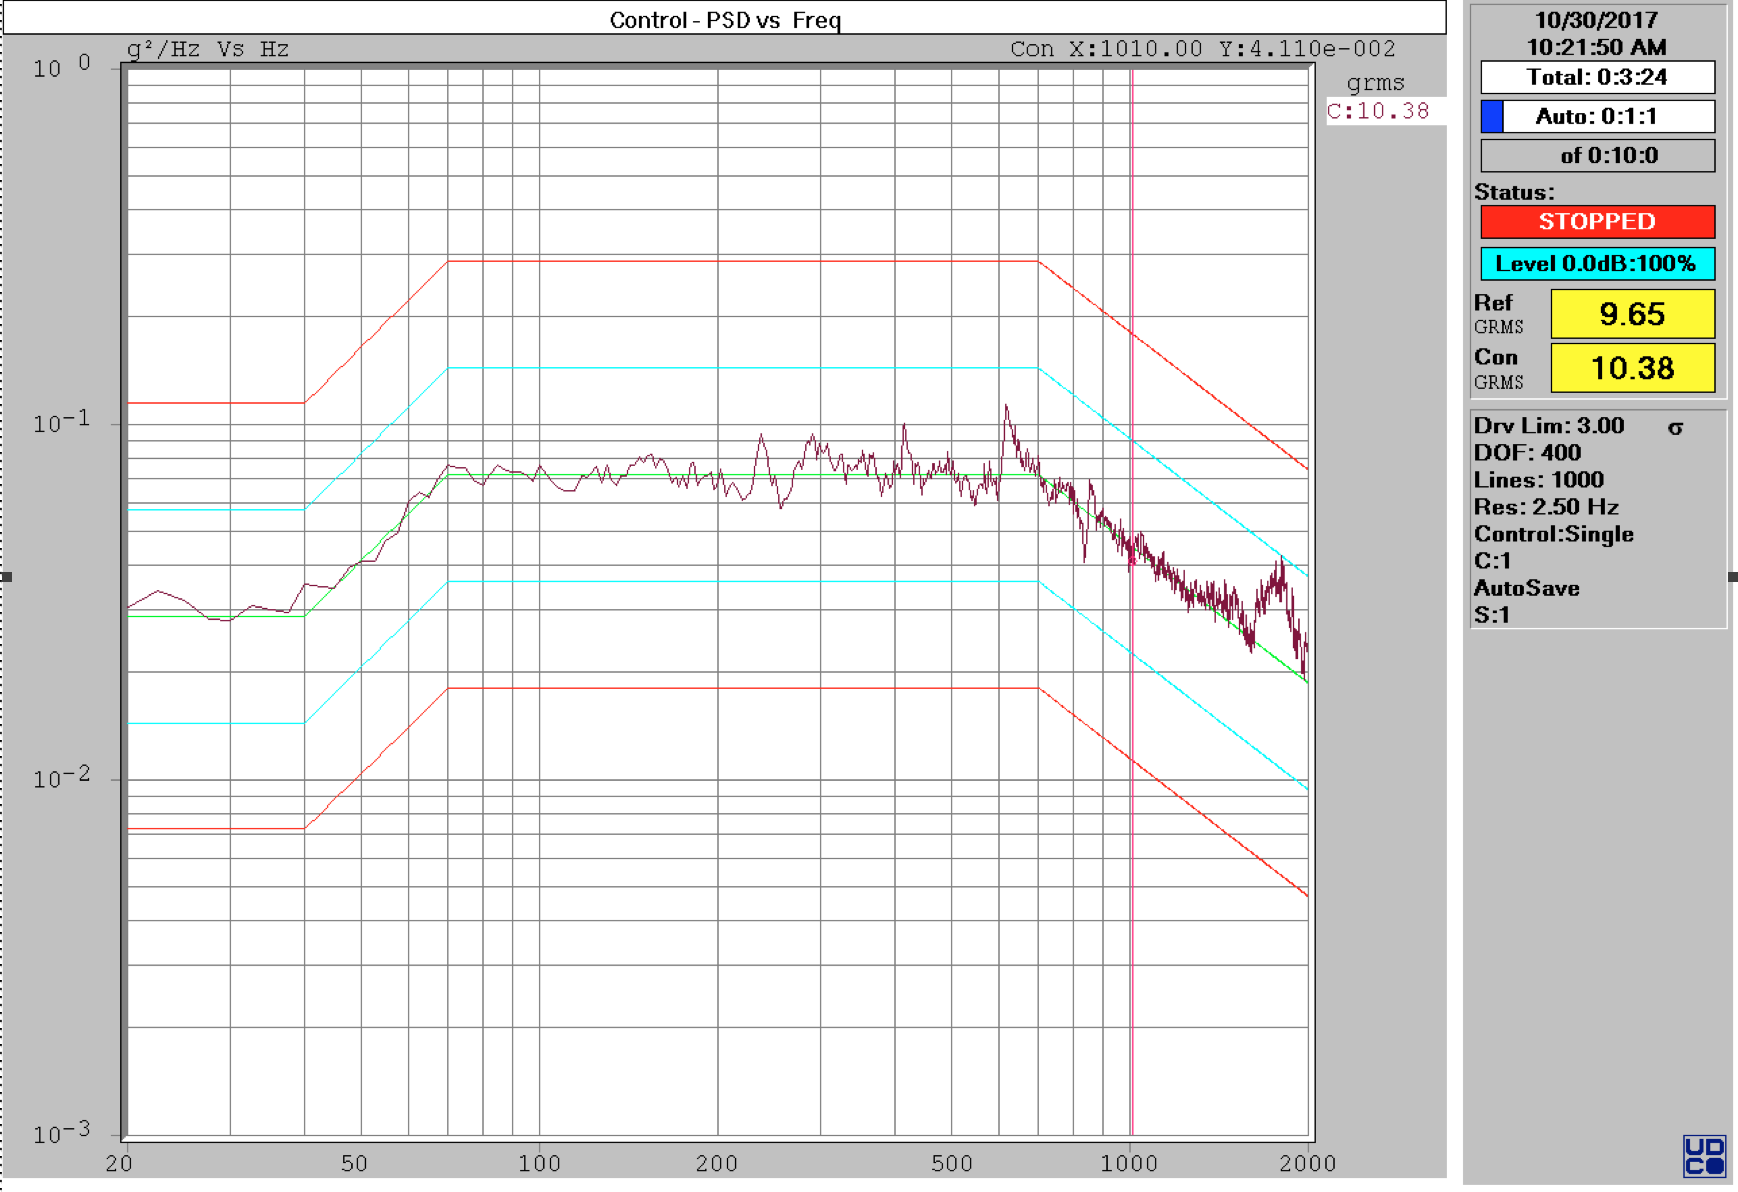 Control - PSD vs Freq
g²/Hz Vs Hz
Con X:1010.00 Y:4.110e-002
grms
C:10.38
10 0
10-1
10-2
10-3
20 50 100 200 500 1000 2000
10/30/2017
10:21:50 AM
Total: 0:3:24
Auto: 0:1:1
of 0:10:0
Status:
STOPPED
Level 0.0dB:100%
Ref
GRMS
9.65
Con
GRMS
10.38
Drv Lim: 3.00 σ
DOF: 400
Lines: 1000
Res: 2.50 Hz
Control:Single
C:1
AutoSave
S:1
UD
CO